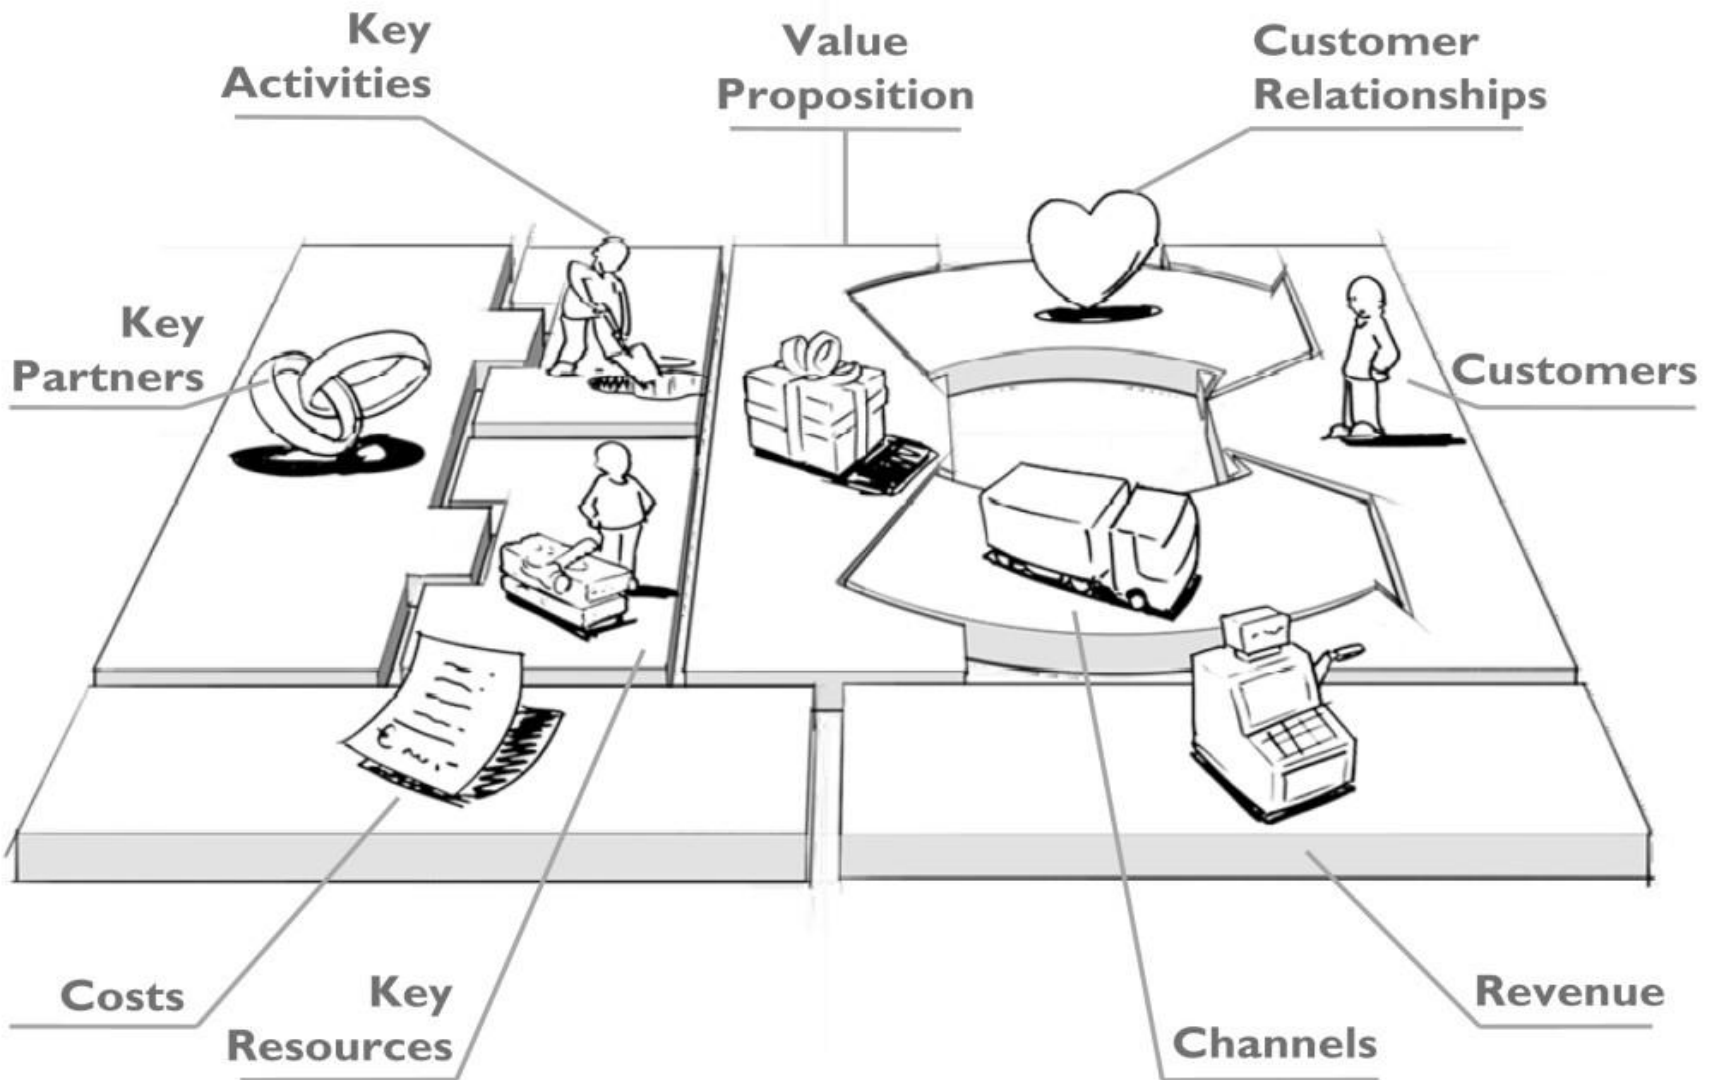 Key
Activities
Value
Proposition
Customer
Relationships
Key
Partners
Customers
Costs
Key
Resources
Channels
Revenue
€